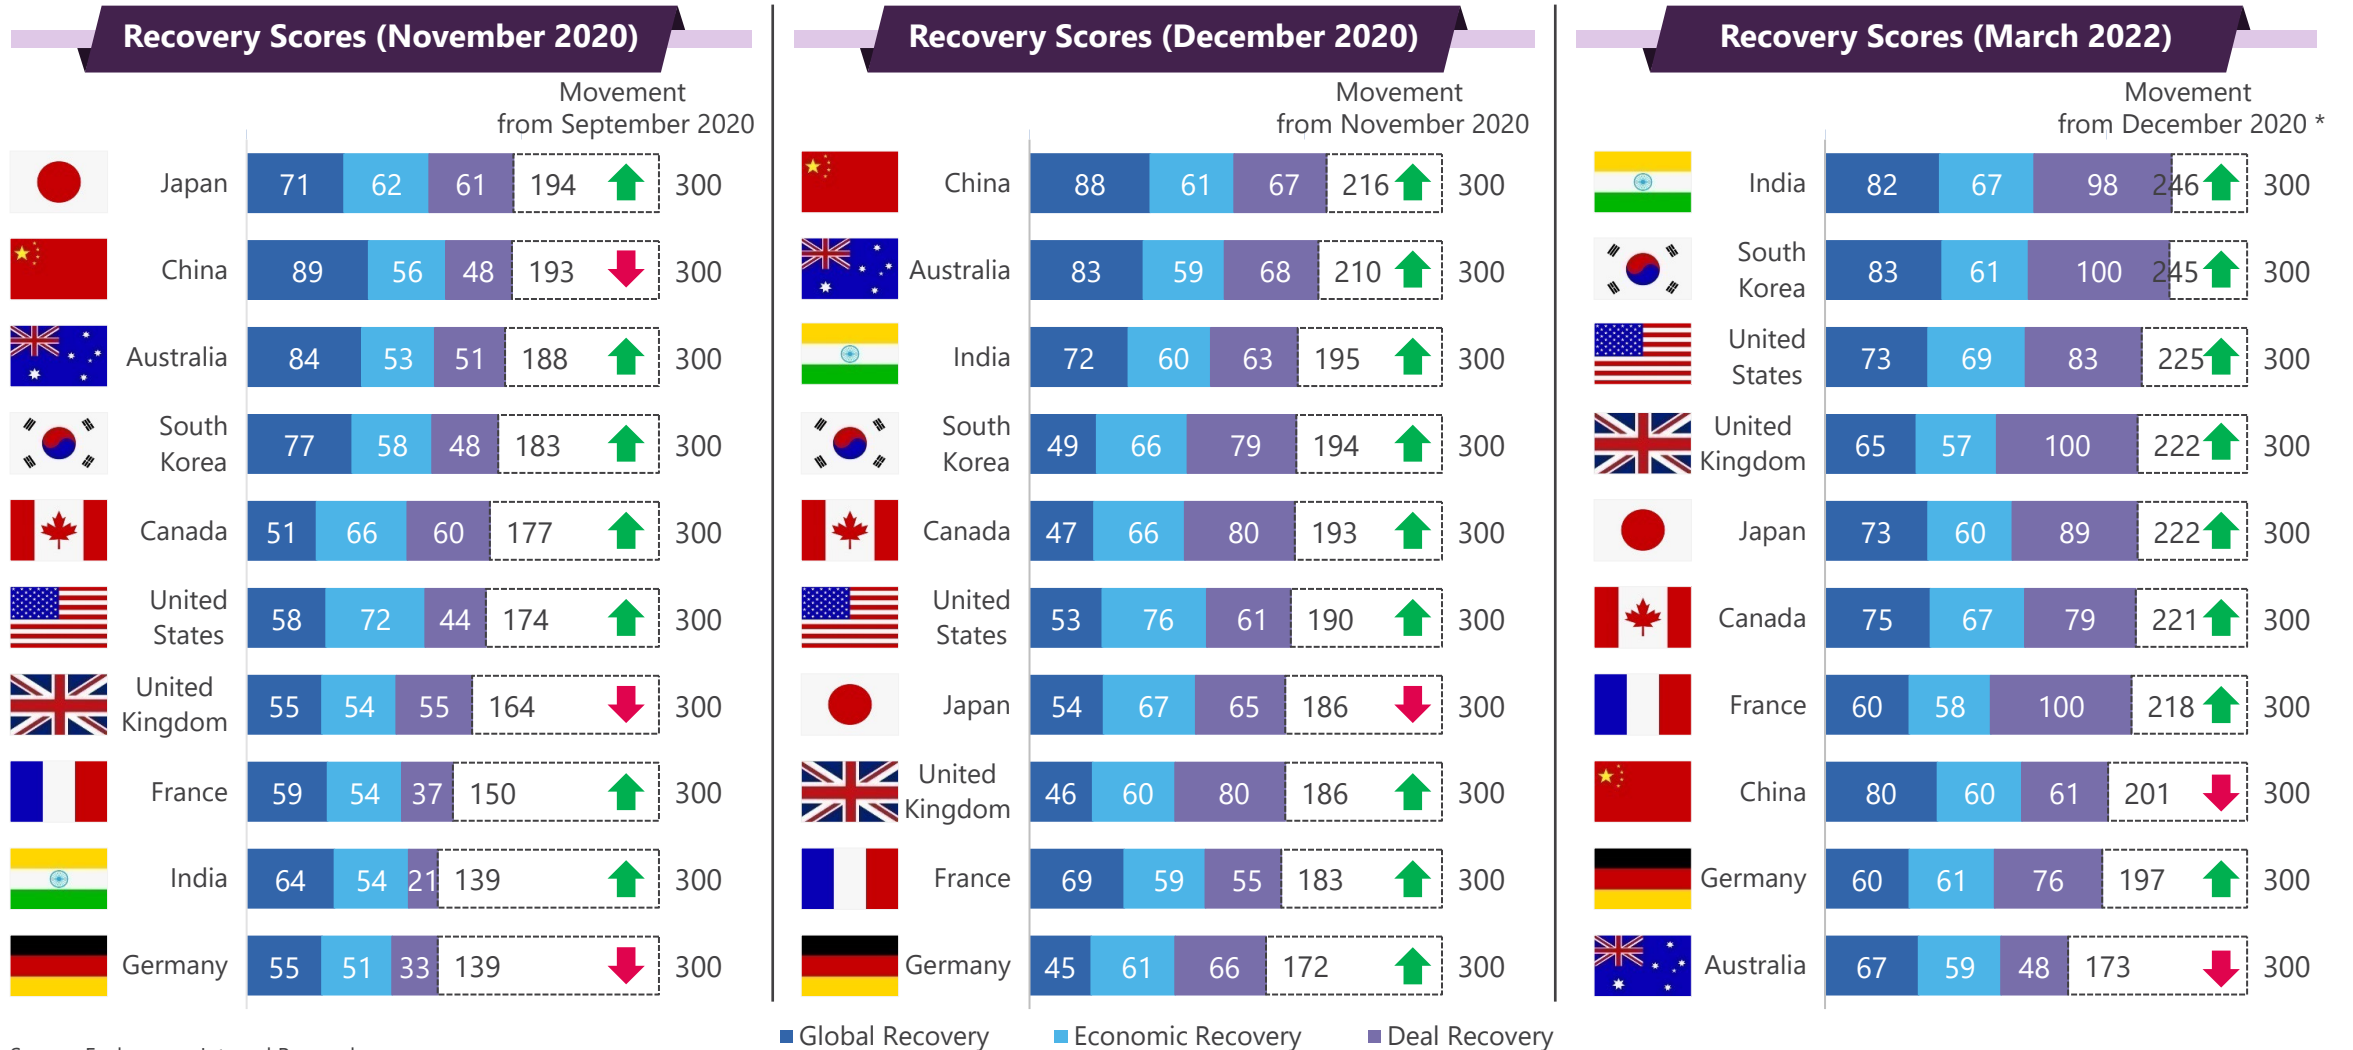 Recovery Scores (November 2020)
Movement
from September 2020
Japan 71 62 61 194 300
China 89 56 48 193 300
Australia 84 53 51 188 300
South
Korea 77 58 48 183 300
Canada 51 66 60 177 300
United
States 58 72 44 174 300
United
Kingdom 55 54 55 164 300
France 59 54 37 150 300
India 64 54 21 139 300
Germany 55 51 33 139 300
Recovery Scores (December 2020)
Movement
from November 2020
China 88 61 67 216 300
Australia 83 59 68 210 300
India 72 60 63 195 300
South
Korea 49 66 79 194 300
Canada 47 66 80 193 300
United
States 53 76 61 190 300
Japan 54 67 65 186 300
United
Kingdom 46 60 80 186 300
France 69 59 55 183 300
Germany 45 61 66 172 300
Recovery Scores (March 2022)
Movement
from December 2020 *
India 82 67 98 246 300
South
Korea 83 61 100 245 300
United
States 73 69 83 225 300
United
Kingdom 65 57 100 222 300
Japan 73 60 89 222 300
Canada 75 67 79 221 300
France 60 58 100 218 300
China 80 60 61 201 300
Germany 60 61 76 197 300
Australia 67 59 48 173 300
Global Recovery Economic Recovery Deal Recovery